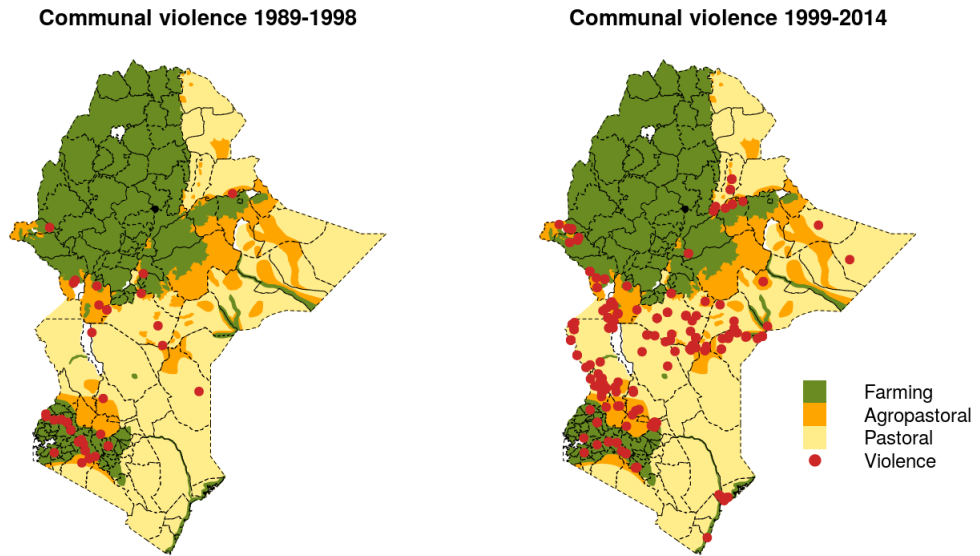 Communal violence 1989-1998
Communal violence 1999-2014
Farming
Agropastoral
Pastoral
Violence